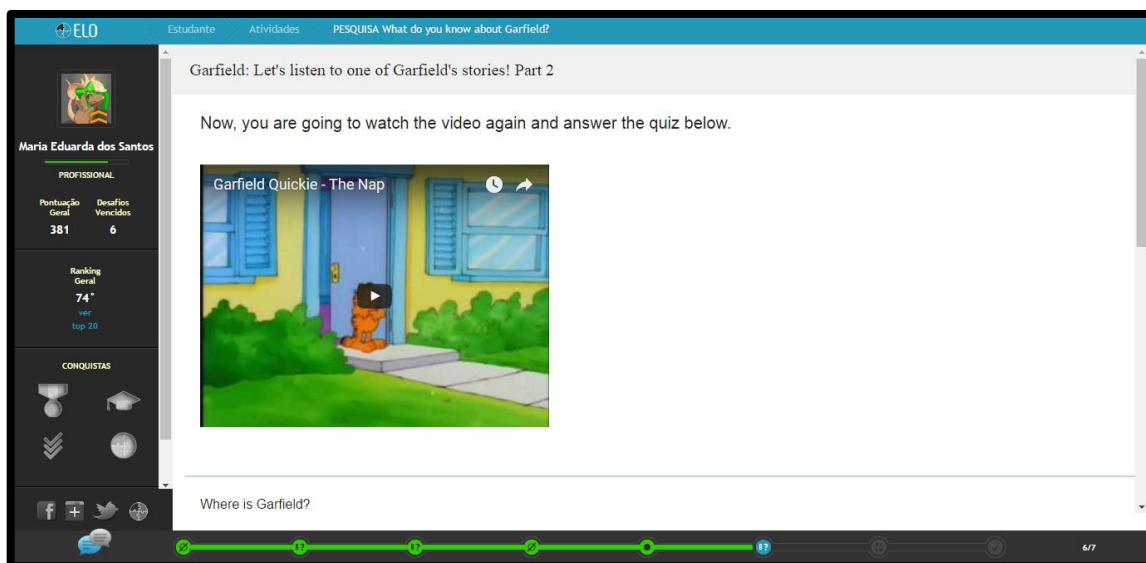 ELO
Estudante Atividades PESQUISA What do you know about Garfield?
Maria Eduarda dos Santos
PROFISSIONAL
Pontuação Geral Desafios Vencidos
381 6
Ranking
Geral
74°
ver
top 20
CONQUISTAS
Garfield: Let's listen to one of Garfield's stories! Part 2
Now, you are going to watch the video again and answer the quiz below.
Garfield Quickie - The Nap
Where is Garfield?
6/7